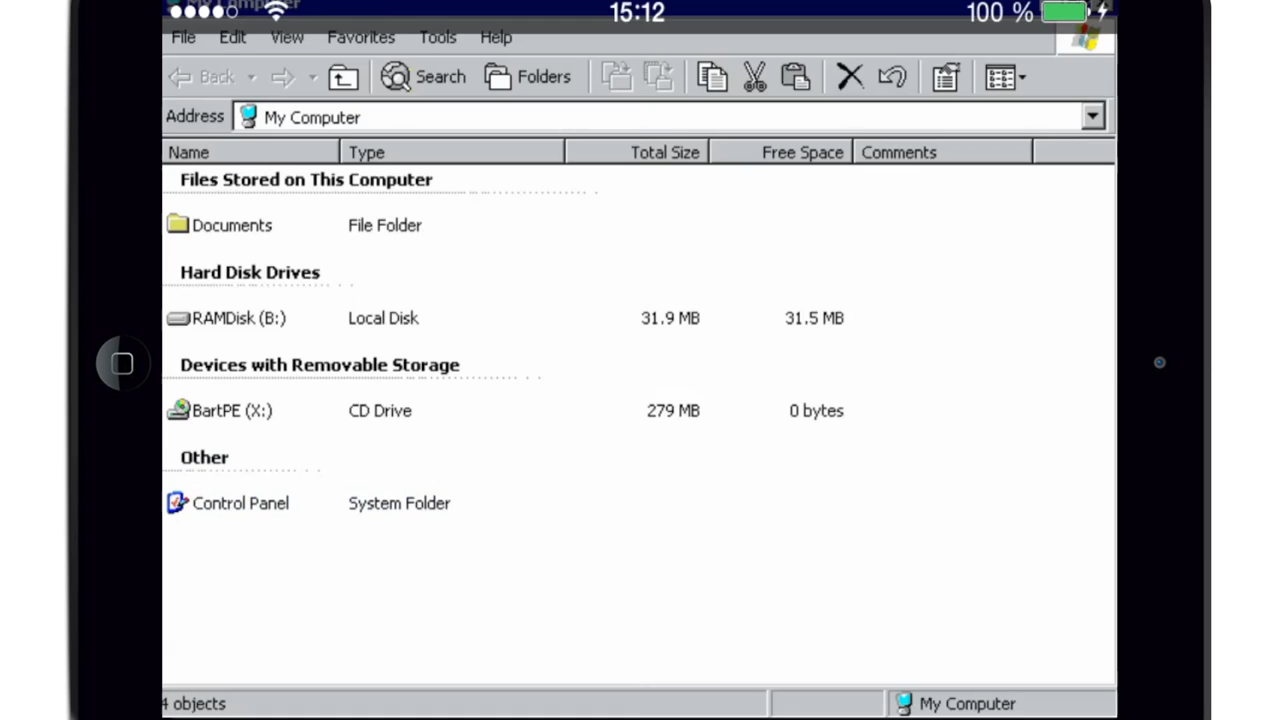 My Computer
15:12
100 %
File Edit View Favorites Tools Help
Back Search Folders
Address My Computer
Name Type Total Size Free Space Comments
Files Stored on This Computer
Documents File Folder
Hard Disk Drives
RAMDisk (B:) Local Disk 31.9 MB 31.5 MB
Devices with Removable Storage
BartPE (X:) CD Drive 279 MB 0 bytes
Other
Control Panel System Folder
4 objects My Computer